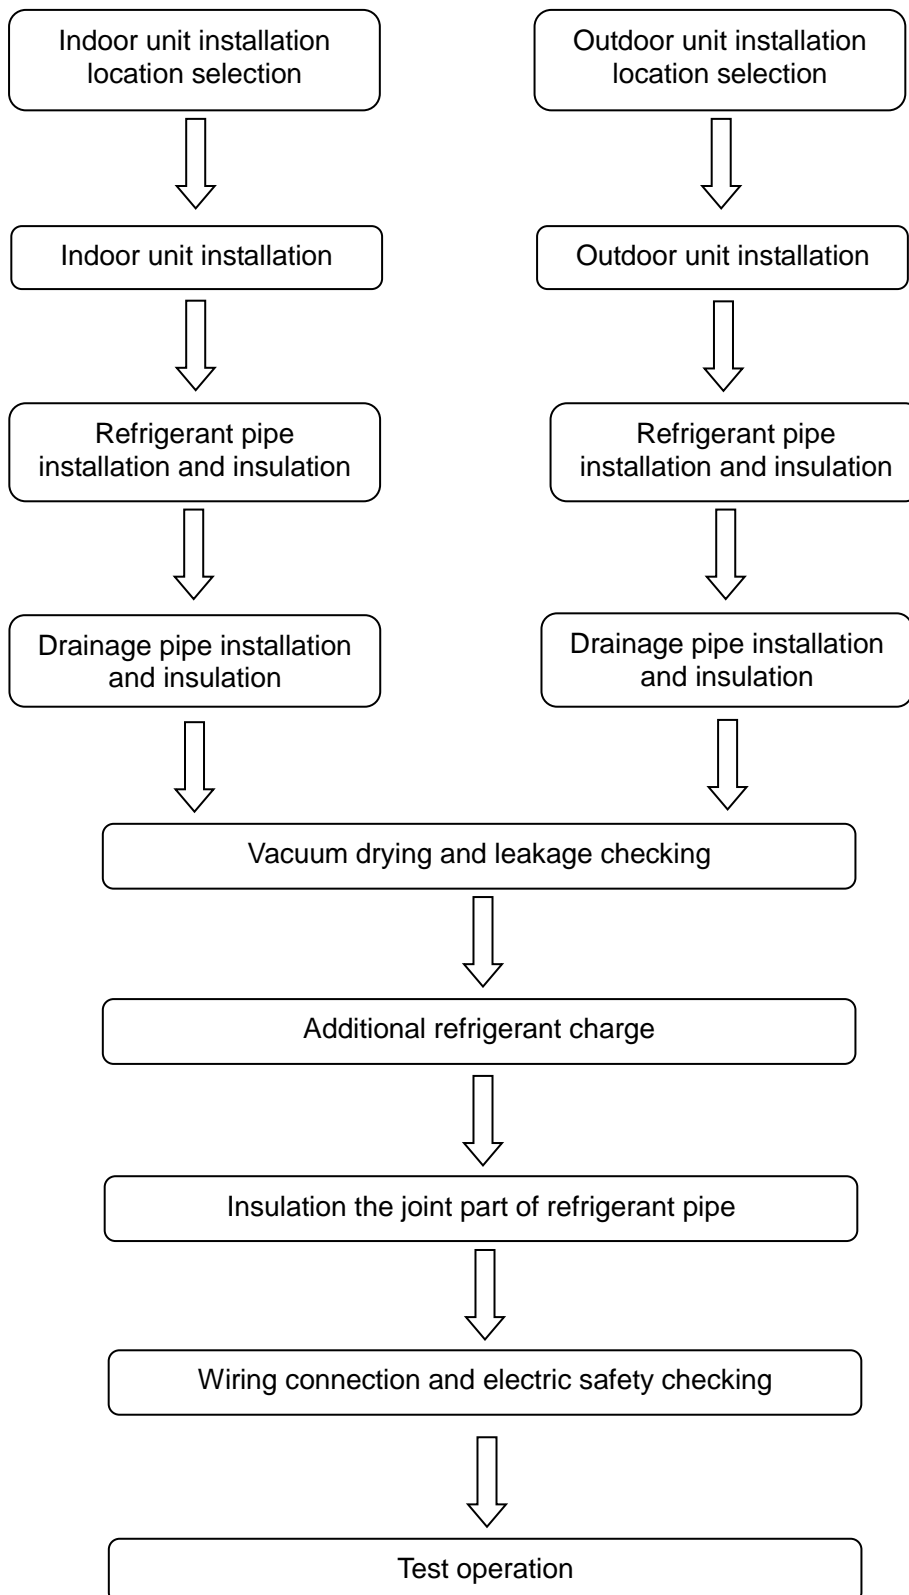 Indoor unit installation
location selection
Outdoor unit installation
location selection
Indoor unit installation
Outdoor unit installation
Refrigerant pipe
installation and insulation
Refrigerant pipe
installation and insulation
Drainage pipe installation
and insulation
Drainage pipe installation
and insulation
Vacuum drying and leakage checking
Additional refrigerant charge
Insulation the joint part of refrigerant pipe
Wiring connection and electric safety checking
Test operation